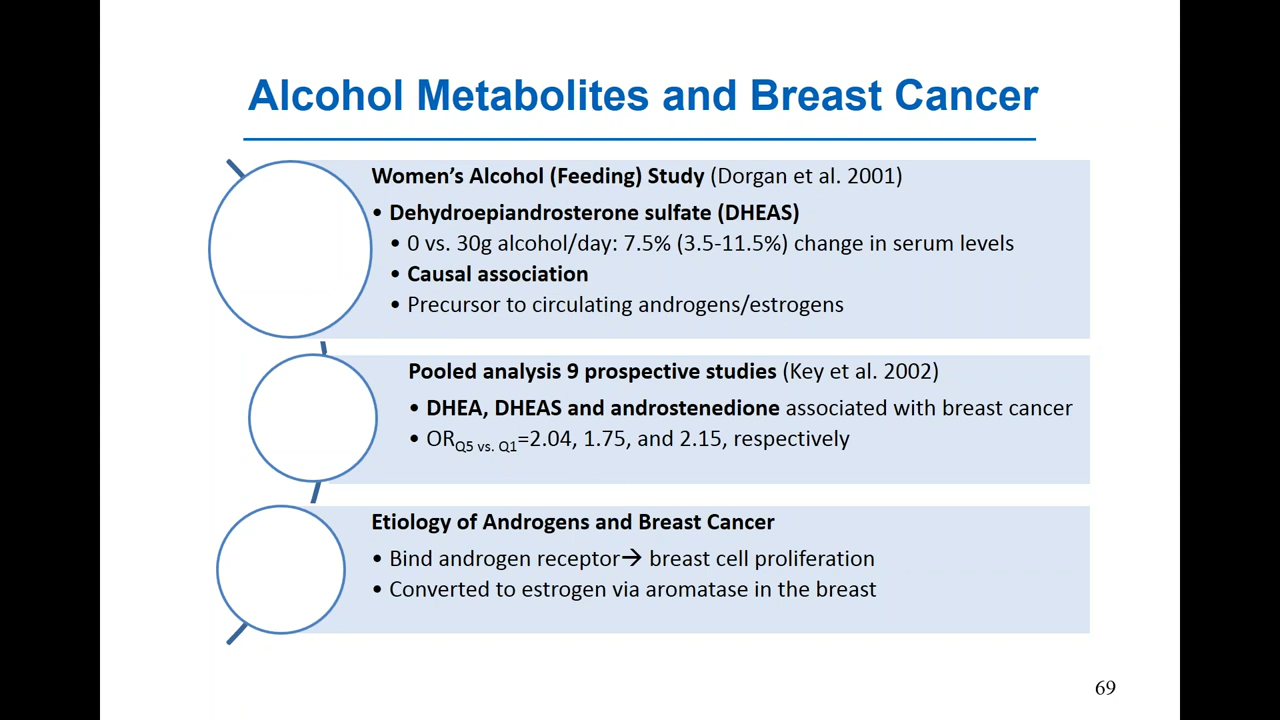 Alcohol Metabolites and Breast Cancer
Women's Alcohol (Feeding) Study (Dorgan et al. 2001)
• Dehydroepiandrosterone sulfate (DHEAS)
• 0 vs. 30g alcohol/day: 7.5% (3.5-11.5%) change in serum levels
• Causal association
• Precursor to circulating androgens/estrogens
Pooled analysis 9 prospective studies (Key et al. 2002)
• DHEA, DHEAS and androstenedione associated with breast cancer
• ORQ5 vs. Q1=2.04, 1.75, and 2.15, respectively
Etiology of Androgens and Breast Cancer
• Bind androgen receptor→ breast cell proliferation
• Converted to estrogen via aromatase in the breast
69